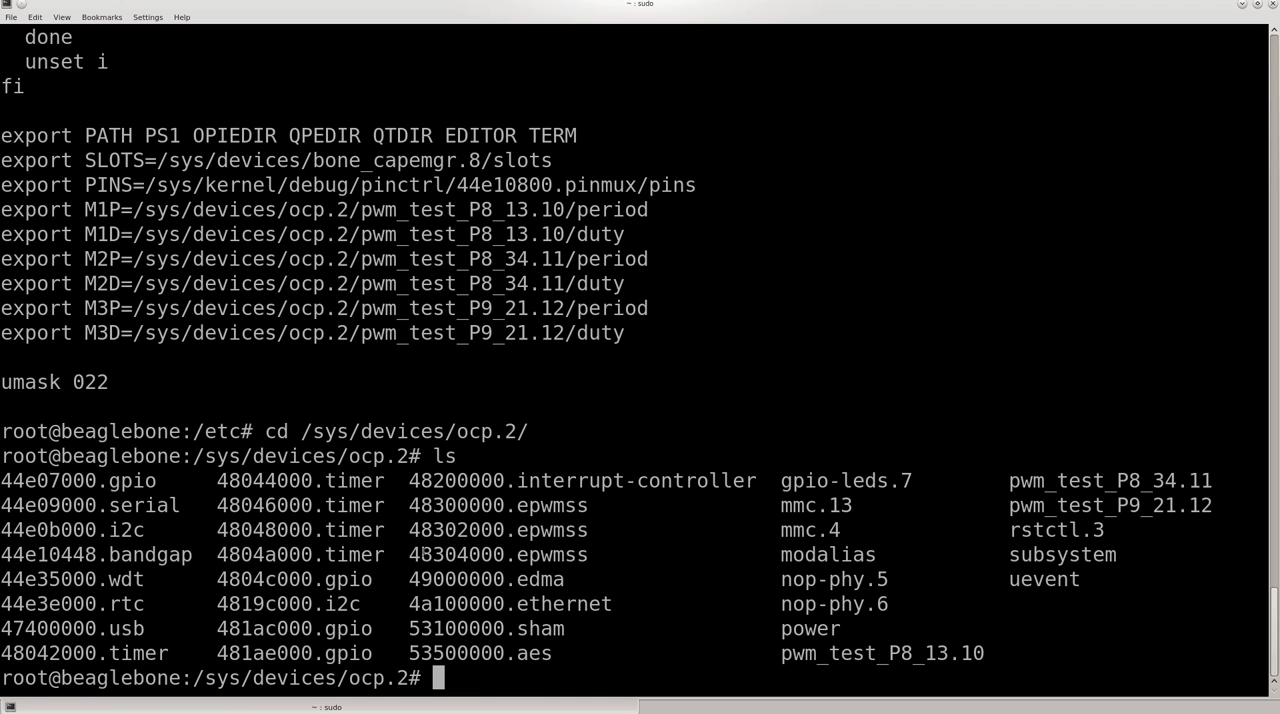 ~ : sudo
File Edit View Bookmarks Settings Help
  done
  unset i
fi
export PATH PS1 OPIEDIR QPEDIR QTDIR EDITOR TERM
export SLOTS=/sys/devices/bone_capemgr.8/slots
export PINS=/sys/kernel/debug/pinctrl/44e10800.pinmux/pins
export M1P=/sys/devices/ocp.2/pwm_test_P8_13.10/period
export M1D=/sys/devices/ocp.2/pwm_test_P8_13.10/duty
export M2P=/sys/devices/ocp.2/pwm_test_P8_34.11/period
export M2D=/sys/devices/ocp.2/pwm_test_P8_34.11/duty
export M3P=/sys/devices/ocp.2/pwm_test_P9_21.12/period
export M3D=/sys/devices/ocp.2/pwm_test_P9_21.12/duty
umask 022
root@beaglebone:/etc# cd /sys/devices/ocp.2/
root@beaglebone:/sys/devices/ocp.2# ls
44e07000.gpio     48044000.timer  48200000.interrupt-controller  gpio-leds.7        pwm_test_P8_34.11
44e09000.serial   48046000.timer  48300000.epwmss                mmc.13             pwm_test_P9_21.12
44e0b000.i2c      48048000.timer  48302000.epwmss                mmc.4              rstctl.3
44e10448.bandgap  4804a000.timer  48304000.epwmss                modalias           subsystem
44e35000.wdt      4804c000.gpio   49000000.edma                  nop-phy.5          uevent
44e3e000.rtc      4819c000.i2c    4a100000.ethernet              nop-phy.6
47400000.usb      481ac000.gpio   53100000.sham                  power
48042000.timer    481ae000.gpio   53500000.aes                   pwm_test_P8_13.10
root@beaglebone:/sys/devices/ocp.2#
~ : sudo